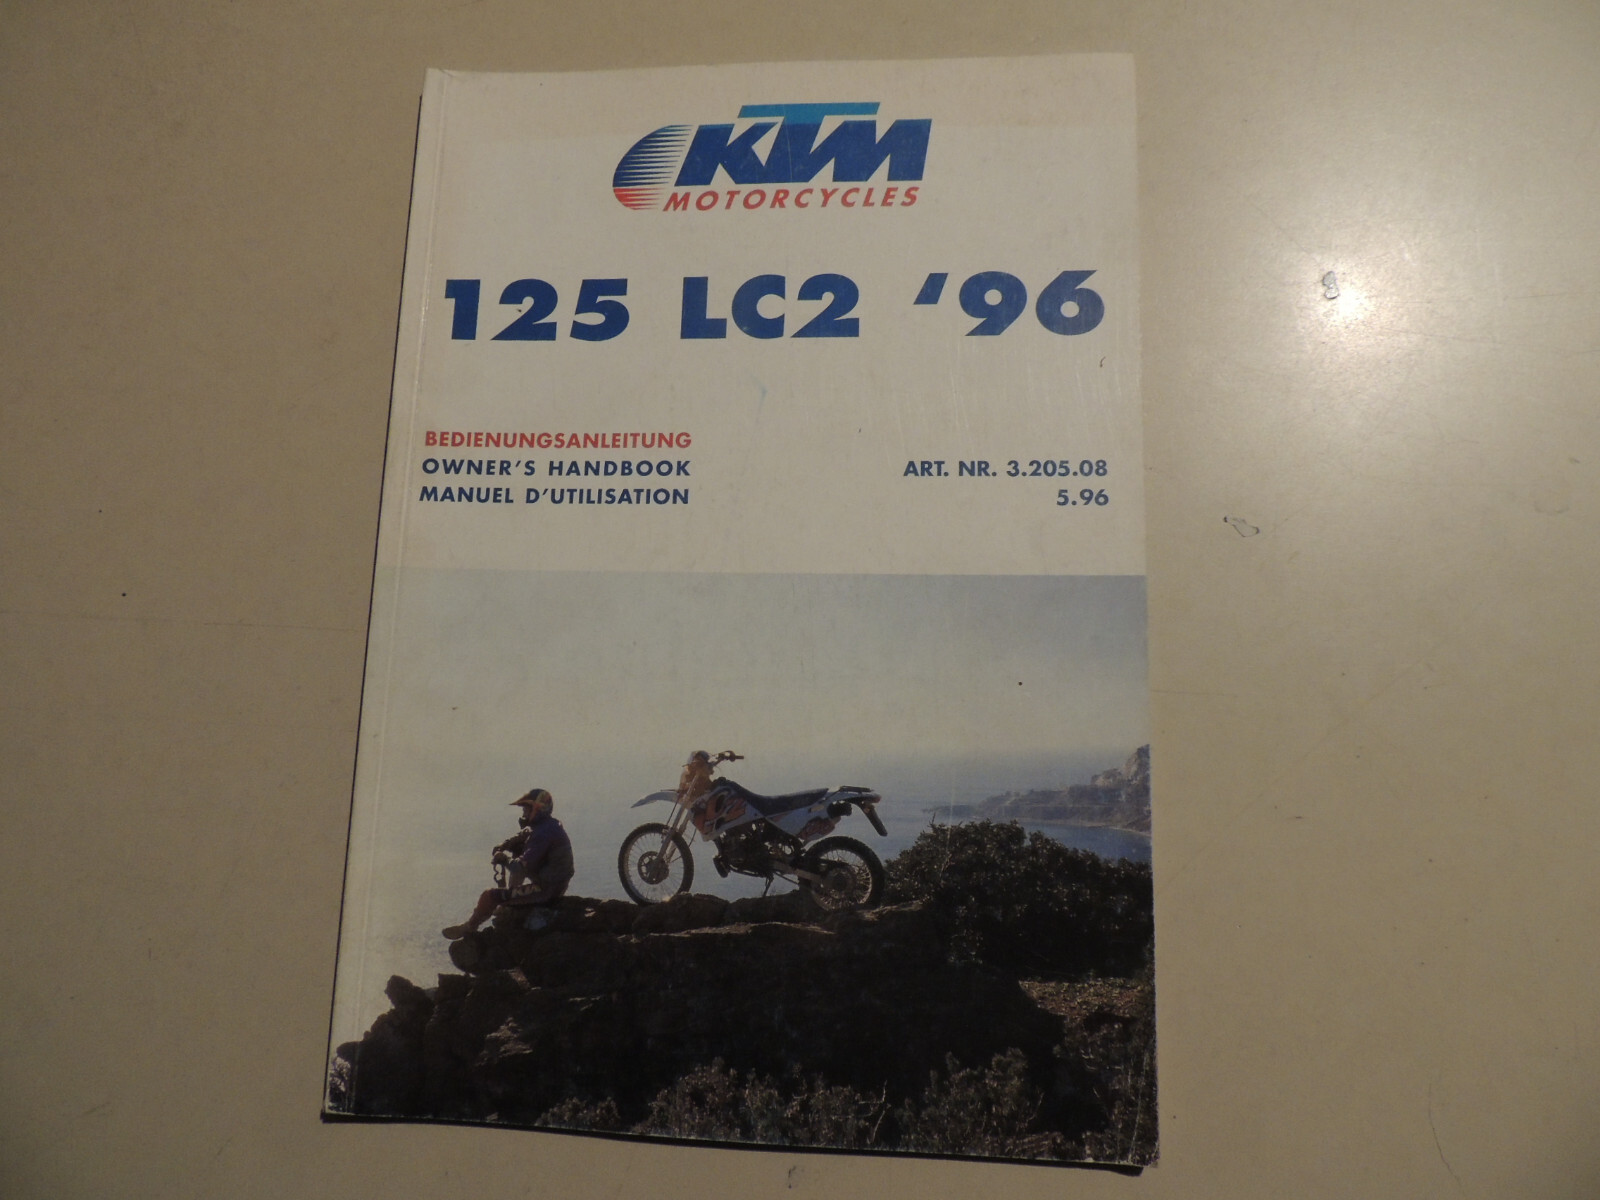 KTM
MOTORCYCLES
125 LC2 '96
BEDIENUNGSANLEITUNG
OWNER'S HANDBOOK
MANUEL D'UTILISATION
ART. NR. 3.205.08
5.96